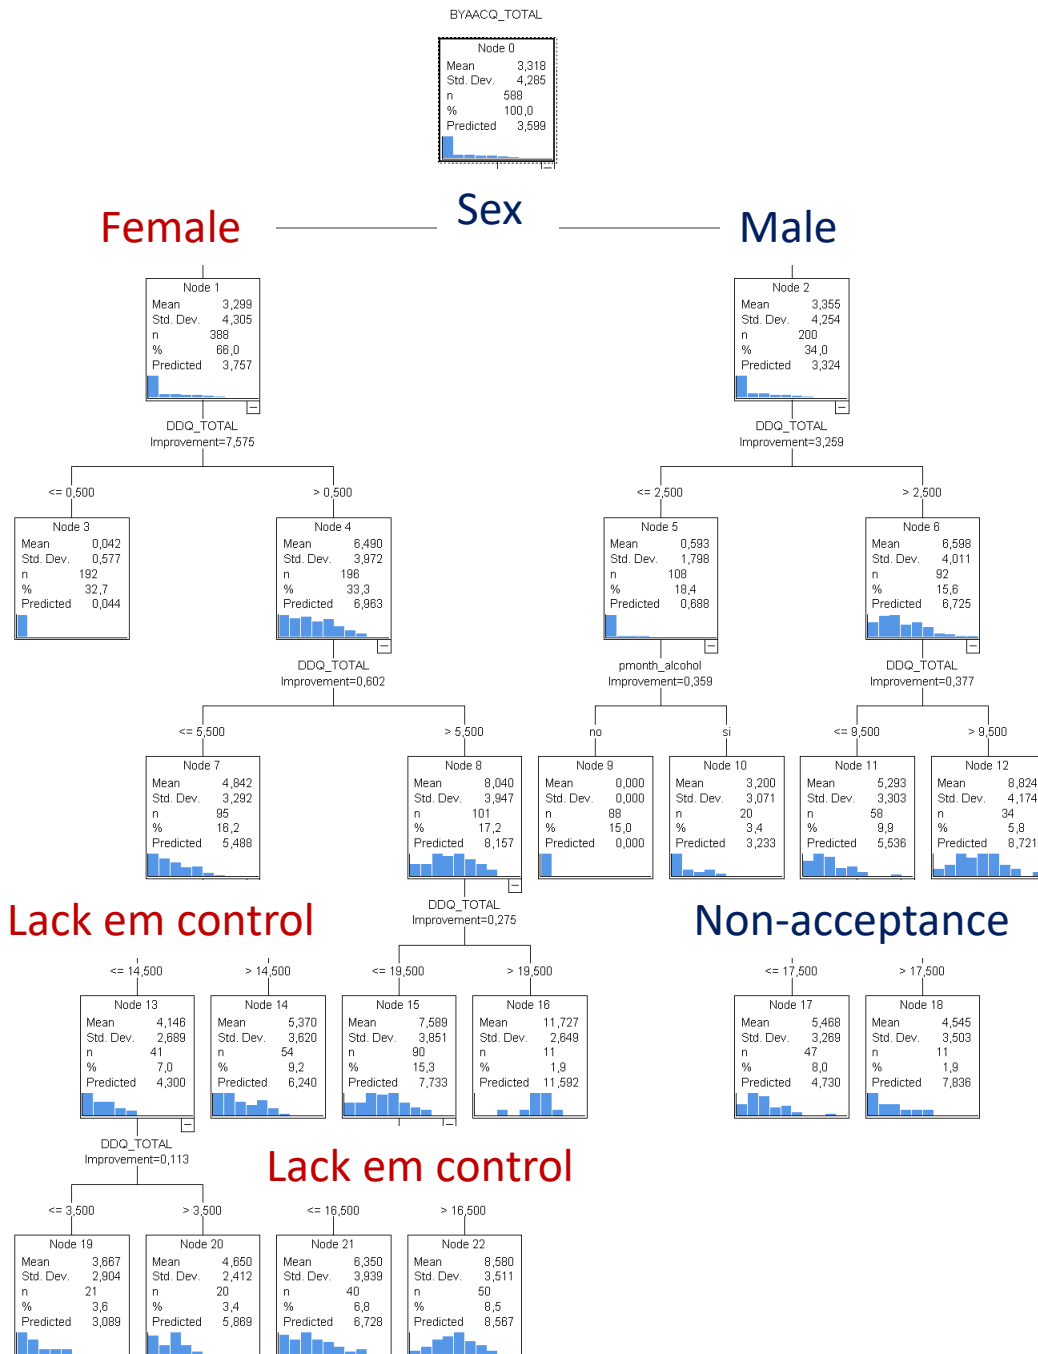 BYAACQ_TOTAL
Node 0
Mean 3,318
Std. Dev. 4,285
n 588
% 100,0
Predicted 3,599
Sex
Female
Male
Node 1
Mean 3,299
Std. Dev. 4,305
n 388
% 66,0
Predicted 3,757
Node 2
Mean 3,355
Std. Dev. 4,254
n 200
% 34,0
Predicted 3,324
DDQ_TOTAL
Improvement=7,575
DDQ_TOTAL
Improvement=3,259
<= 0,500
> 0,500
<= 2,500
> 2,500
Node 3
Mean 0,042
Std. Dev. 0,577
n 192
% 32,7
Predicted 0,044
Node 4
Mean 6,490
Std. Dev. 3,972
n 196
% 33,3
Predicted 6,963
Node 5
Mean 0,593
Std. Dev. 1,798
n 108
% 18,4
Predicted 0,688
Node 6
Mean 6,598
Std. Dev. 4,011
n 92
% 15,6
Predicted 6,725
DDQ_TOTAL
Improvement=0,602
pmonth_alcohol
Improvement=0,359
DDQ_TOTAL
Improvement=0,377
<= 5,500
> 5,500
no
si
<= 9,500
> 9,500
Node 7
Mean 4,842
Std. Dev. 3,292
n 95
% 16,2
Predicted 5,488
Node 8
Mean 8,040
Std. Dev. 3,947
n 101
% 17,2
Predicted 8,157
Node 9
Mean 0,000
Std. Dev. 0,000
n 88
% 15,0
Predicted 0,000
Node 10
Mean 3,200
Std. Dev. 3,071
n 20
% 3,4
Predicted 3,233
Node 11
Mean 5,293
Std. Dev. 3,303
n 58
% 9,9
Predicted 5,536
Node 12
Mean 8,824
Std. Dev. 4,174
n 34
% 5,8
Predicted 8,721
Lack em control
DDQ_TOTAL
Improvement=0,275
Non-acceptance
<= 14,500
> 14,500
<= 19,500
> 19,500
<= 17,500
> 17,500
Node 13
Mean 4,146
Std. Dev. 2,689
n 41
% 7,0
Predicted 4,300
Node 14
Mean 5,370
Std. Dev. 3,620
n 54
% 9,2
Predicted 6,240
Node 15
Mean 7,589
Std. Dev. 3,851
n 90
% 15,3
Predicted 7,733
Node 16
Mean 11,727
Std. Dev. 2,649
n 11
% 1,9
Predicted 11,592
Node 17
Mean 5,468
Std. Dev. 3,269
n 47
% 8,0
Predicted 4,730
Node 18
Mean 4,545
Std. Dev. 3,503
n 11
% 1,9
Predicted 7,836
DDQ_TOTAL
Improvement=0,113
Lack em control
<= 3,500
> 3,500
<= 16,500
> 16,500
Node 19
Mean 3,667
Std. Dev. 2,904
n 21
% 3,6
Predicted 3,089
Node 20
Mean 4,650
Std. Dev. 2,412
n 20
% 3,4
Predicted 5,869
Node 21
Mean 6,350
Std. Dev. 3,939
n 40
% 6,8
Predicted 6,728
Node 22
Mean 8,580
Std. Dev. 3,511
n 50
% 8,5
Predicted 8,567